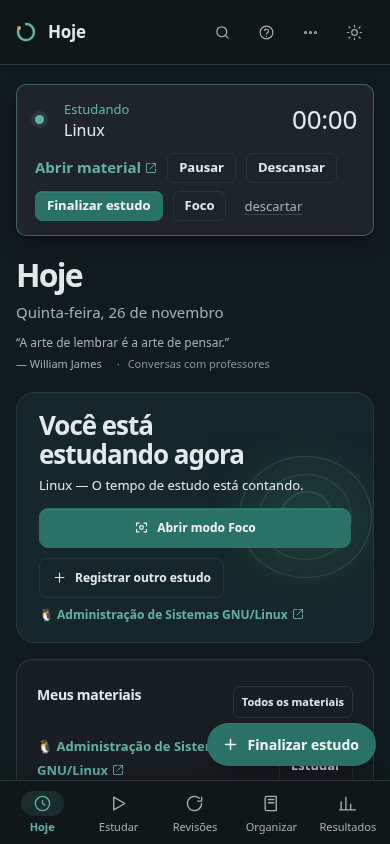 Hoje
Estudando
Linux
00:00
Abrir material
Pausar
Descansar
Finalizar estudo
Foco
descartar
Hoje
Quinta-feira, 26 de novembro
“A arte de lembrar é a arte de pensar.”
— William James · Conversas com professores
Você está
estudando agora
Linux — O tempo de estudo está contando.
Abrir modo Foco
Registrar outro estudo
🐧 Administração de Sistemas GNU/Linux
Meus materiais
Todos os materiais
🐧 Administração de
GNU/Linux
Finalizar estudo
Estudar
Hoje
Estudar
Revisões
Organizar
Resultados